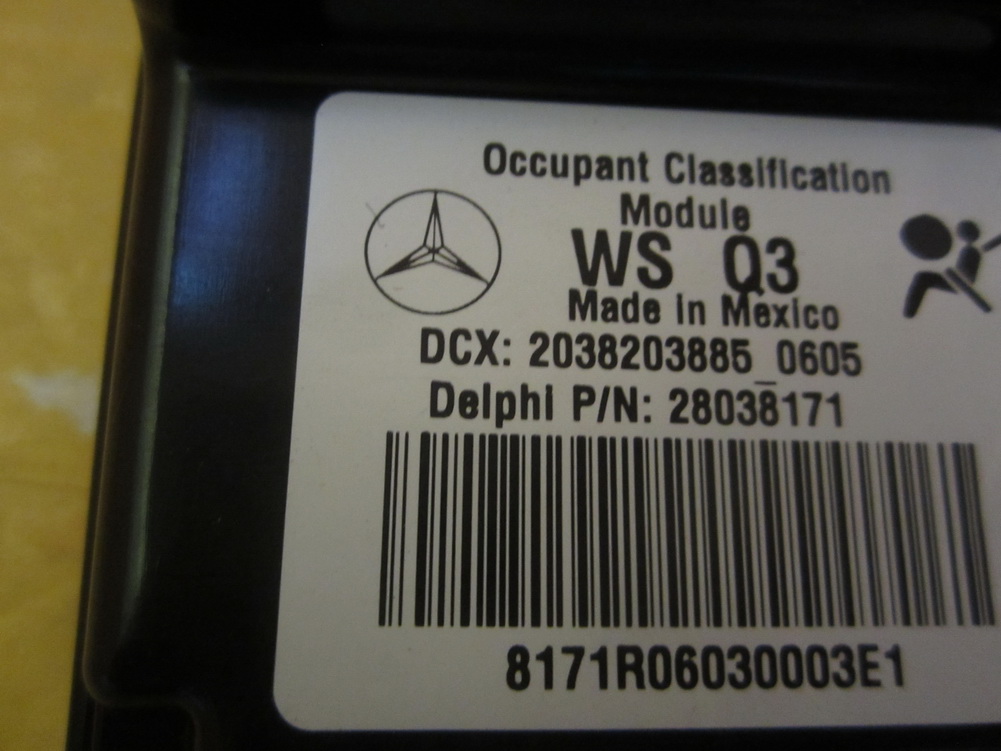 Occupant Classification
Module
WS Q3
Made in Mexico
DCX: 2038203885_0605
Delphi P/N: 28038171
8171R06030003E1